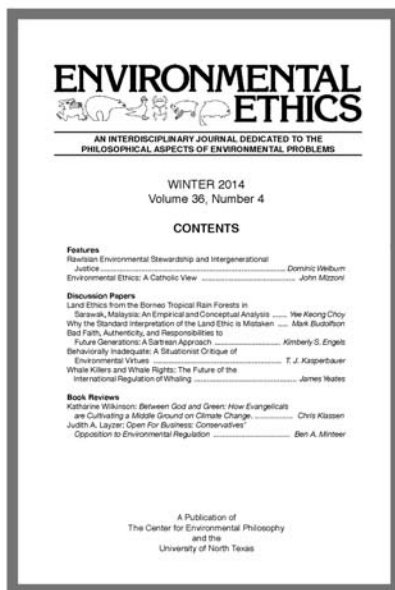 ENVIRONMENTAL
ETHICS
AN INTERDISCIPLINARY JOURNAL DEDICATED TO THE
PHILOSOPHICAL ASPECTS OF ENVIRONMENTAL PROBLEMS
WINTER 2014
Volume 36, Number 4
CONTENTS
Features
Rawlsian Environmental Stewardship and Intergenerational
Justice ........ Dominic Welburn
Environmental Ethics: A Catholic View ........ John Mizzoni
Discussion Papers
Land Ethics from the Borneo Tropical Rain Forests in
Sarawak, Malaysia: An Empirical and Conceptual Analysis ....... Yee Keong Choy
Why the Standard Interpretation of the Land Ethic is Mistaken ..... Mark Budolfson
Bad Faith, Authenticity, and Responsibilities to
Future Generations: A Sartrean Approach ........ Kimberly S. Engels
Behaviorally Inadequate: A Situationist Critique of
Environmental Virtues ........ T. J. Kasperbauer
Whale Killers and Whale Rights: The Future of the
International Regulation of Whaling ........ James Yeates
Book Reviews
Katharine Wilkinson: Between God and Green: How Evangelicals
are Cultivating a Middle Ground on Climate Change. ........ Chris Klassen
Judith A. Layzer: Open For Business: Conservatives'
Opposition to Environmental Regulation ........ Ben A. Minteer
A Publication of
The Center for Environmental Philosophy
and the
University of North Texas